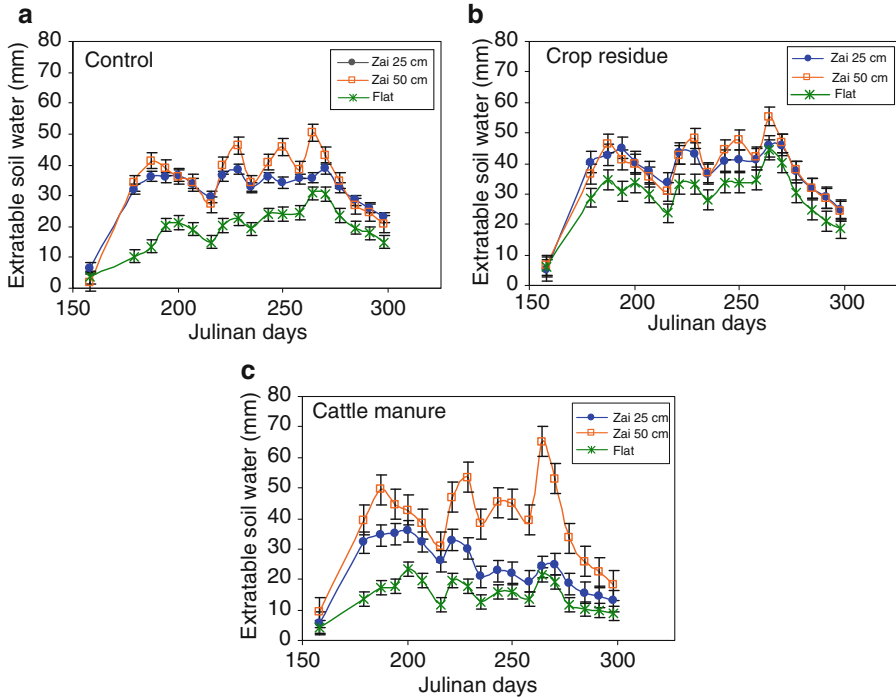 a
Control
Zai 25 cm
Zai 50 cm
Flat
Extratable soil water (mm)
80
70
60
50
40
30
20
10
0
150
200
250
300
Julinan days
b
Crop residue
Zai 25 cm
Zai 50 cm
Flat
Extratable soil water (mm)
80
70
60
50
40
30
20
10
0
150
200
250
300
Julinan days
c
Cattle manure
Zai 25 cm
Zai 50 cm
Flat
Extratable soil water (mm)
80
70
60
50
40
30
20
10
0
150
200
250
300
Julinan days